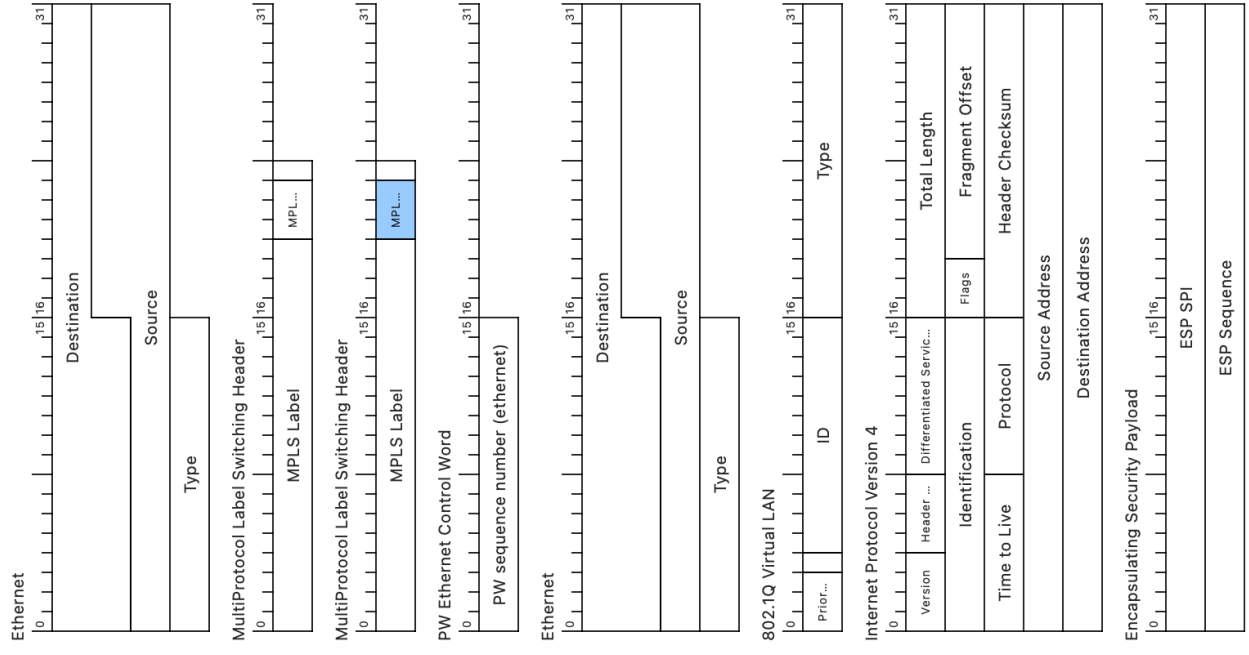 Ethernet
0 15 16 31
Destination
Source
Type
MultiProtocol Label Switching Header
0 15 16 31
MPLS Label MPL...
MultiProtocol Label Switching Header
0 15 16 31
MPLS Label MPL...
PW Ethernet Control Word
0 15 16 31
PW sequence number (ethernet)
Ethernet
0 15 16 31
Destination
Source
Type
802.1Q Virtual LAN
0 15 16 31
Prior... ID Type
Internet Protocol Version 4
0 15 16 31
Version Header ... Differentiated Servic... Total Length
Identification Flags Fragment Offset
Time to Live Protocol Header Checksum
Source Address
Destination Address
Encapsulating Security Payload
0 15 16 31
ESP SPI
ESP Sequence